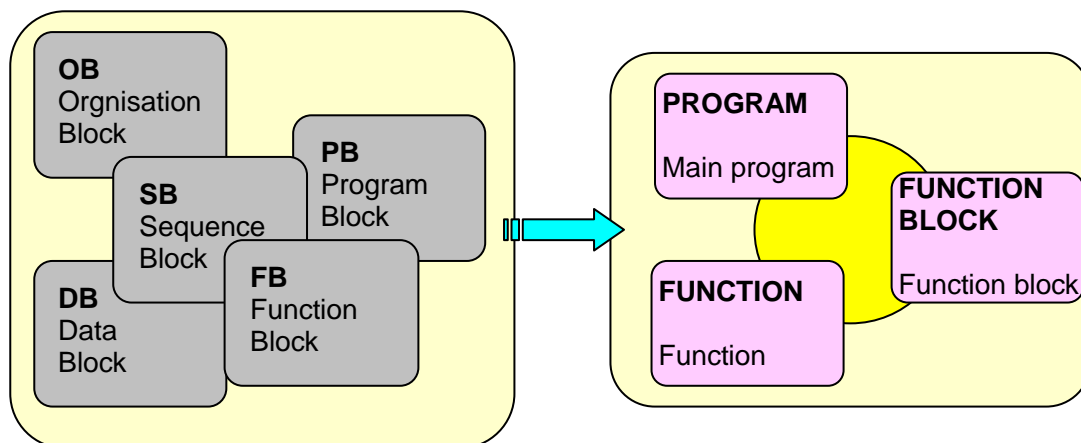 OB
Orgnisation
Block
PB
Program
Block
SB
Sequence
Block
FB
Function
Block
DB
Data
Block
PROGRAM
Main program
FUNCTION
BLOCK
Function block
FUNCTION
Function